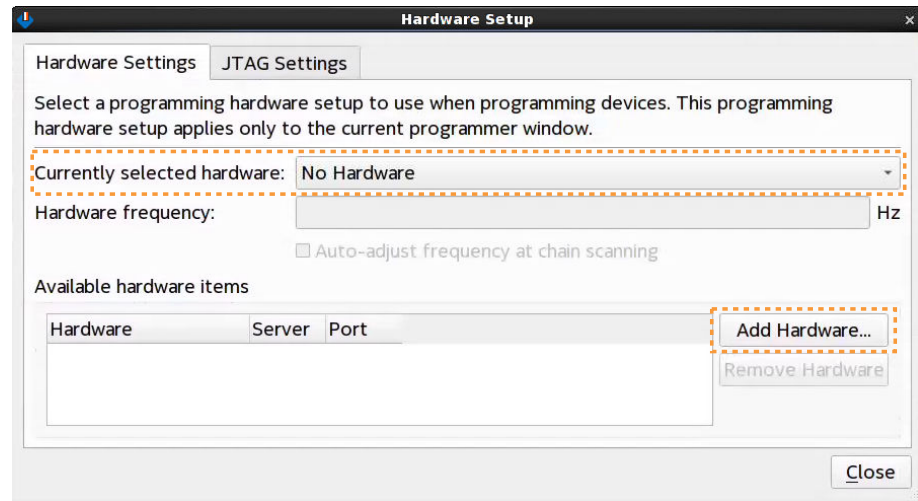 Hardware Setup
Hardware Settings
JTAG Settings
Select a programming hardware setup to use when programming devices. This programming
hardware setup applies only to the current programmer window.
Currently selected hardware: No Hardware
Hardware frequency: Hz
Auto-adjust frequency at chain scanning
Available hardware items
Hardware Server Port
Add Hardware...
Remove Hardware
Close